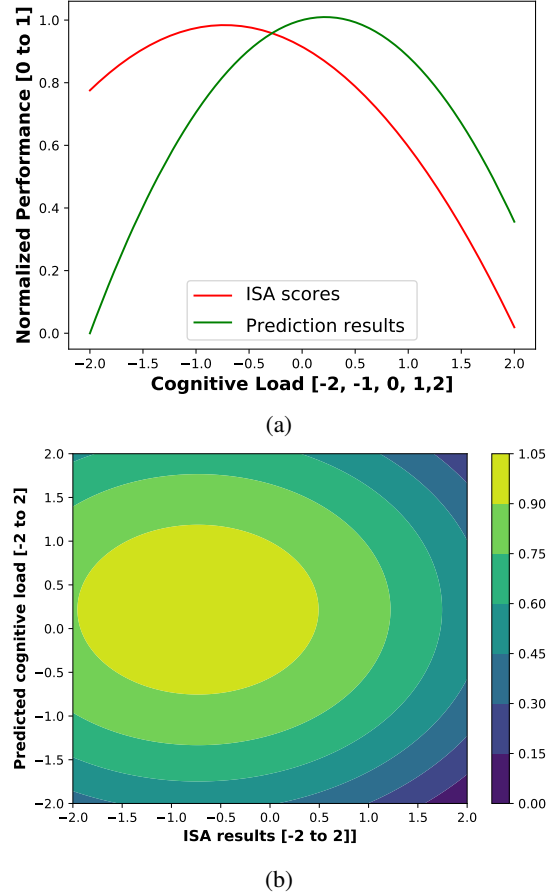 Normalized Performance [0 to 1]
1.0
0.8
0.6
0.4
0.2
0.0
ISA scores
Prediction results
-2.0 -1.5 -1.0 -0.5 0.0 0.5 1.0 1.5 2.0
Cognitive Load [-2, -1, 0, 1,2]
(a)
Predicted cognitive load [-2 to 2]
2.0
1.5
1.0
0.5
0.0
−0.5
−1.0
−1.5
−2.0
−2.0 −1.5 −1.0 −0.5 0.0 0.5 1.0 1.5 2.0
ISA results [-2 to 2]]
1.05
0.90
0.75
0.60
0.45
0.30
0.15
0.00
(b)